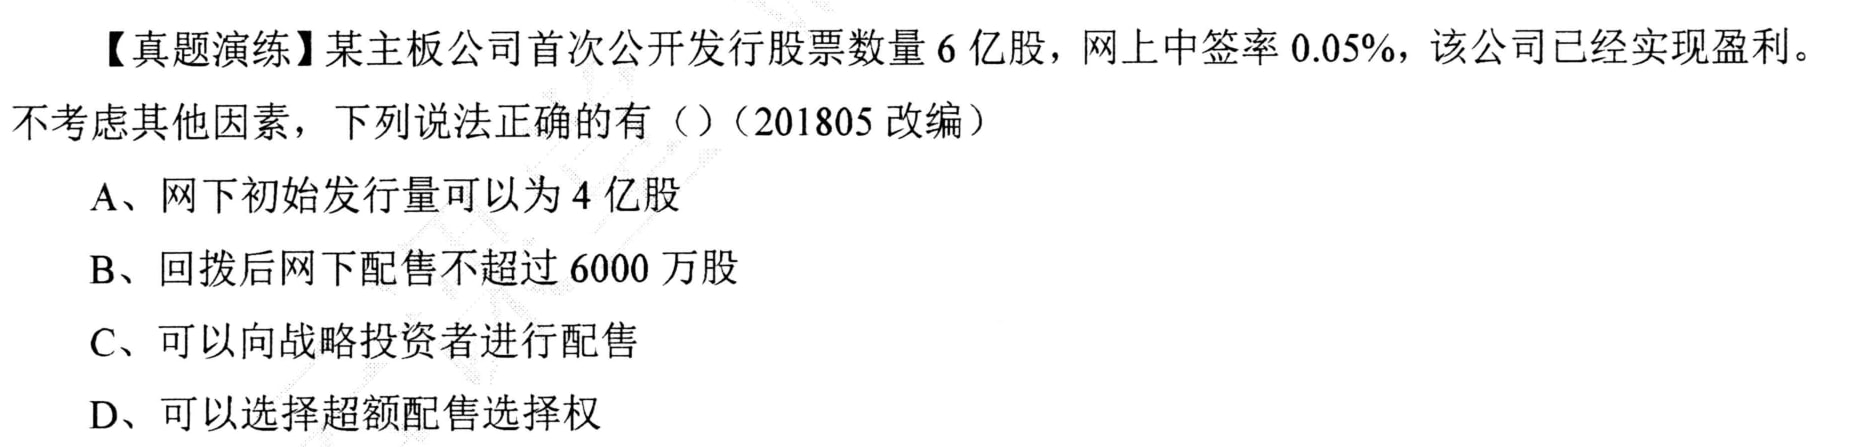 【真题演练】某主板公司首次公开发行股票数量 6 亿股，网上中签率 0.05%，该公司已经实现盈利。
不考虑其他因素，下列说法正确的有（）（201805 改编）
A、网下初始发行量可以为 4 亿股
B、回拨后网下配售不超过 6000 万股
C、可以向战略投资者进行配售
D、可以选择超额配售选择权